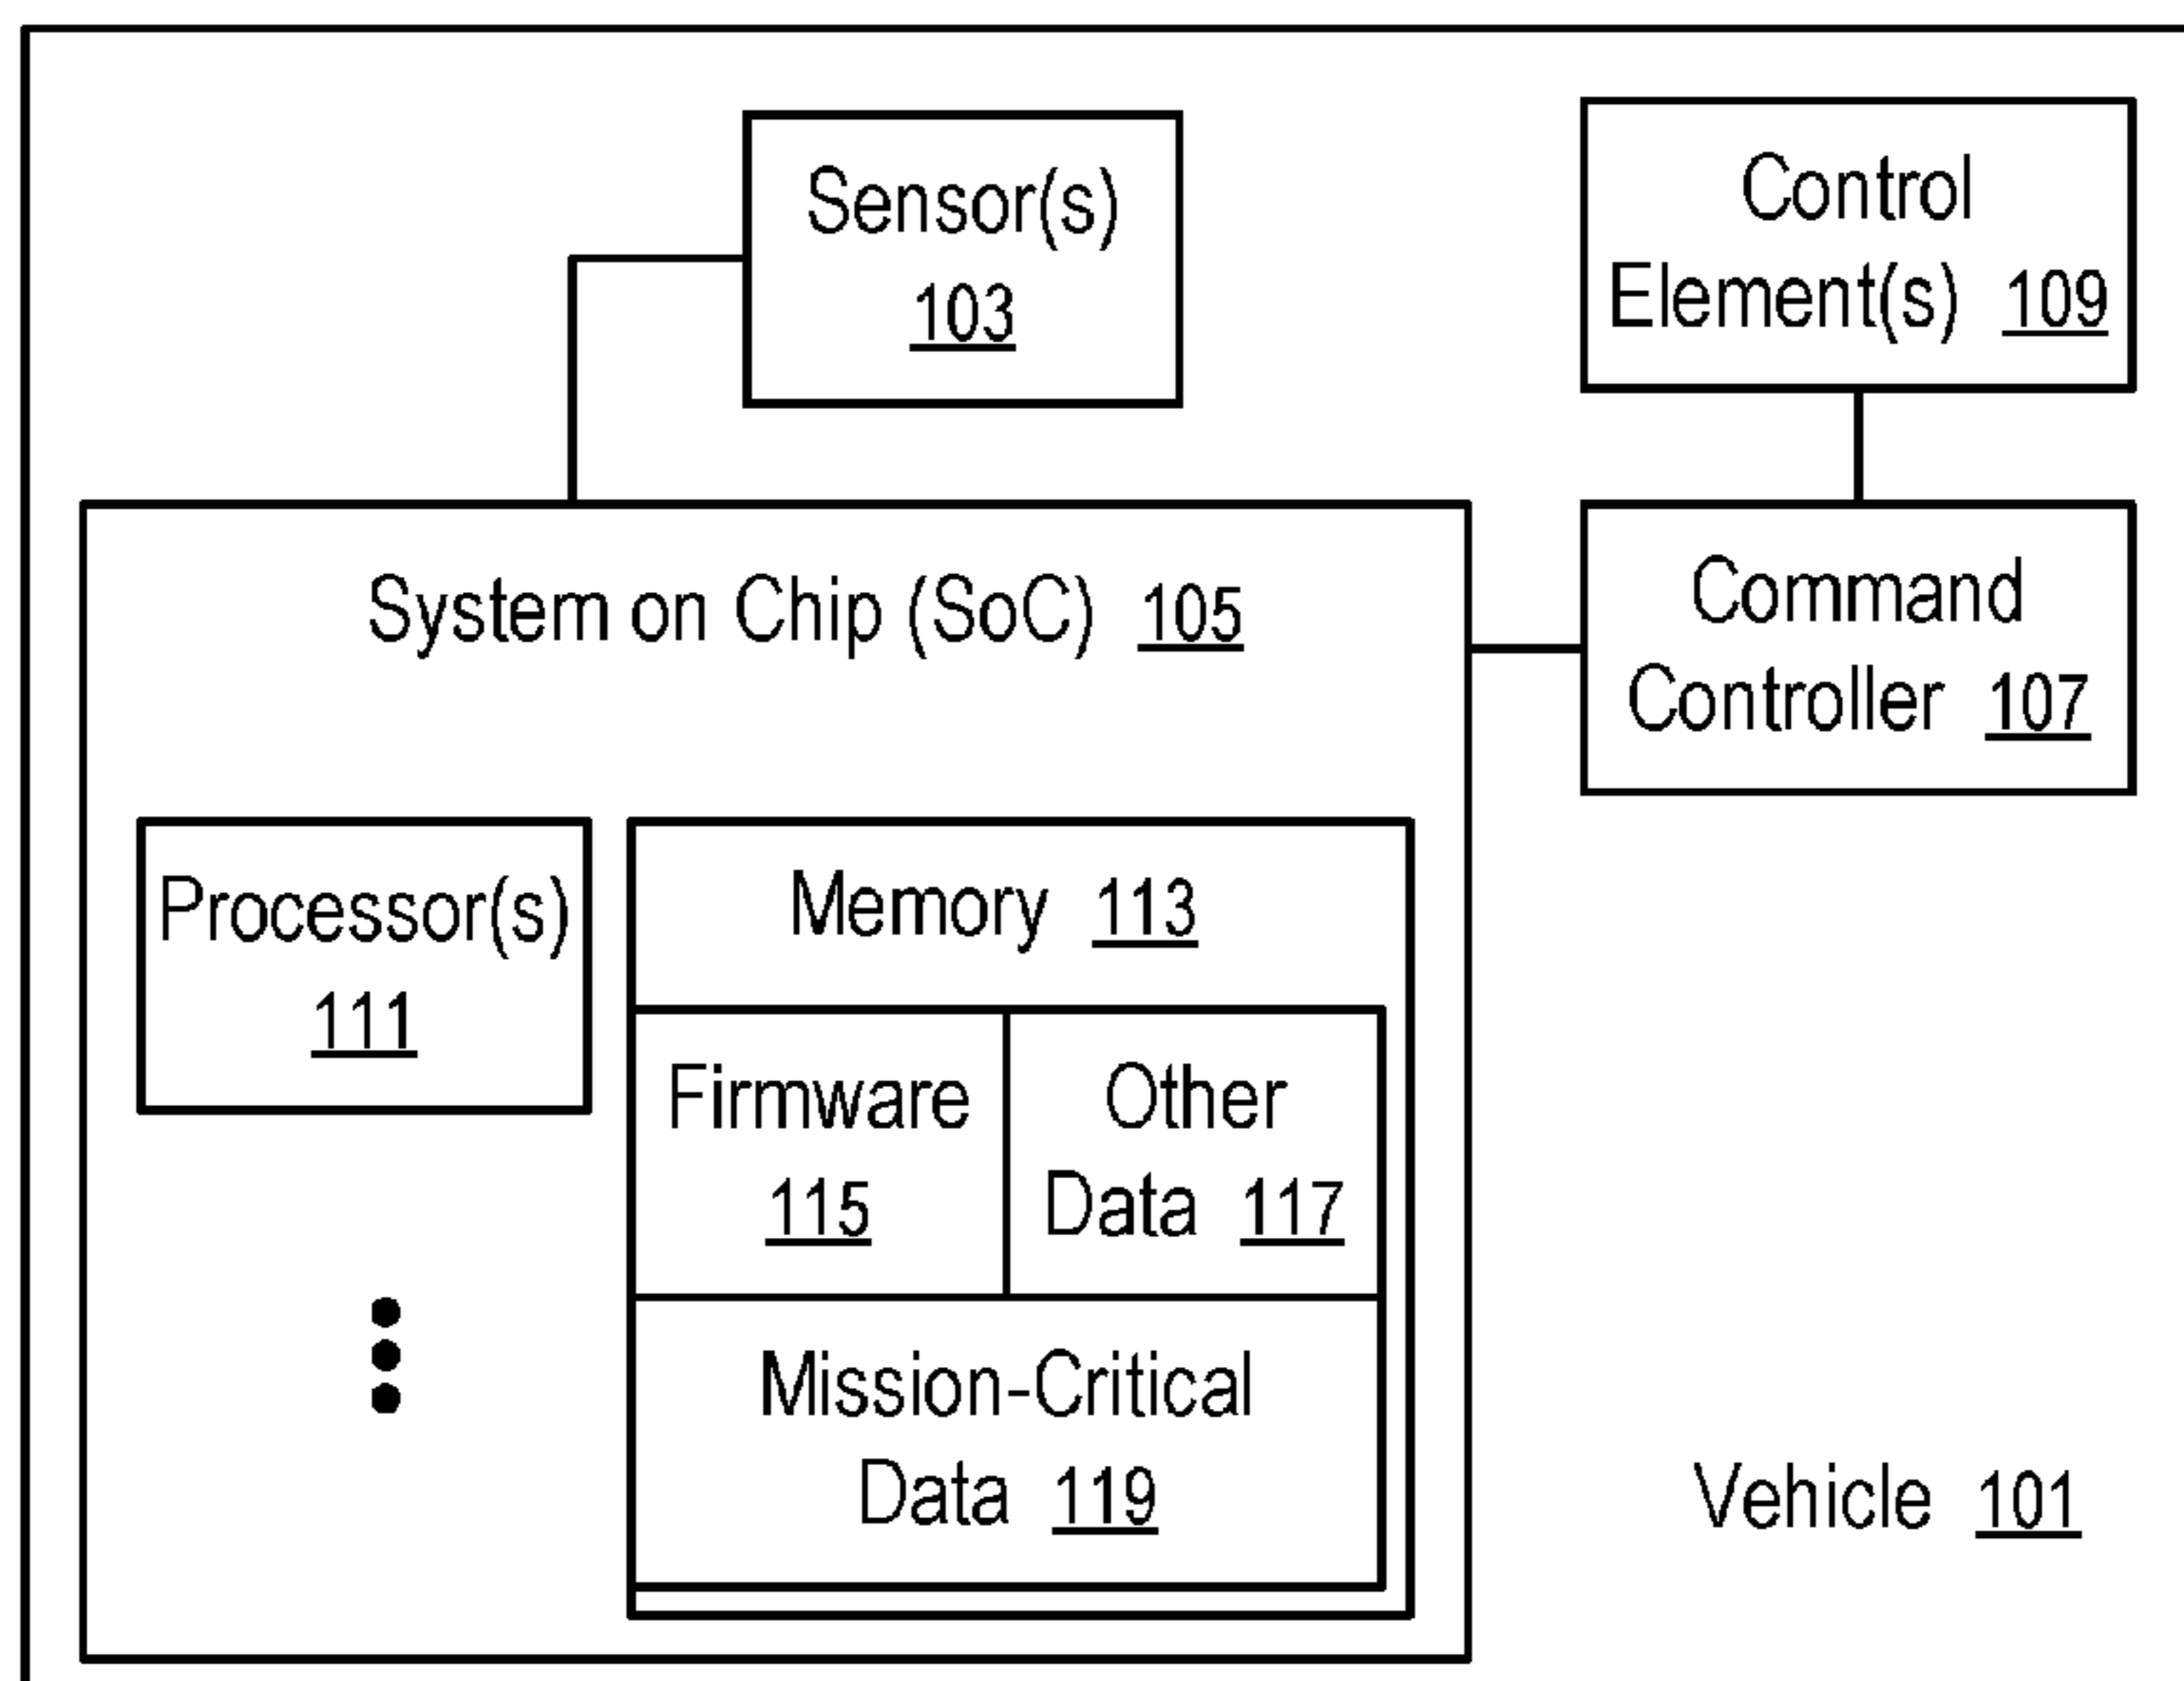 Sensor(s)
103
Control
Element(s) 109
System on Chip (SoC) 105
Command
Controller 107
Processor(s)
111
Memory 113
Firmware
115
Other
Data 117
Mission-Critical
Data 119
Vehicle 101